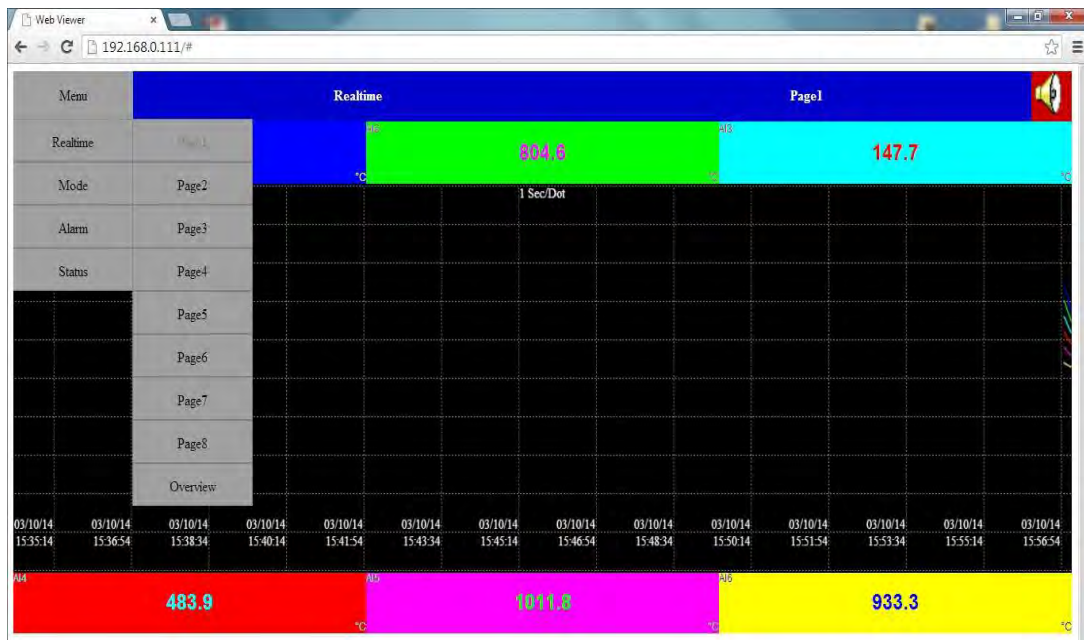 Web Viewer
192.168.0.111/#
Menu Realtime Page1
Realtime Page1
AI2 804.6 °C
AI3 147.7 °C
°C
1 Sec/Dot
Mode Page2
Alarm Page3
Status Page4
Page5
Page6
Page7
Page8
Overview
03/10/14 03/10/14 03/10/14 03/10/14 03/10/14 03/10/14 03/10/14 03/10/14 03/10/14 03/10/14 03/10/14 03/10/14 03/10/14 03/10/14
15:35:14 15:36:54 15:38:34 15:40:14 15:41:54 15:43:34 15:45:14 15:46:54 15:48:34 15:50:14 15:51:54 15:53:34 15:55:14 15:56:54
AI4 483.9 °C
AI5 1011.8 °C
AI6 933.3 °C